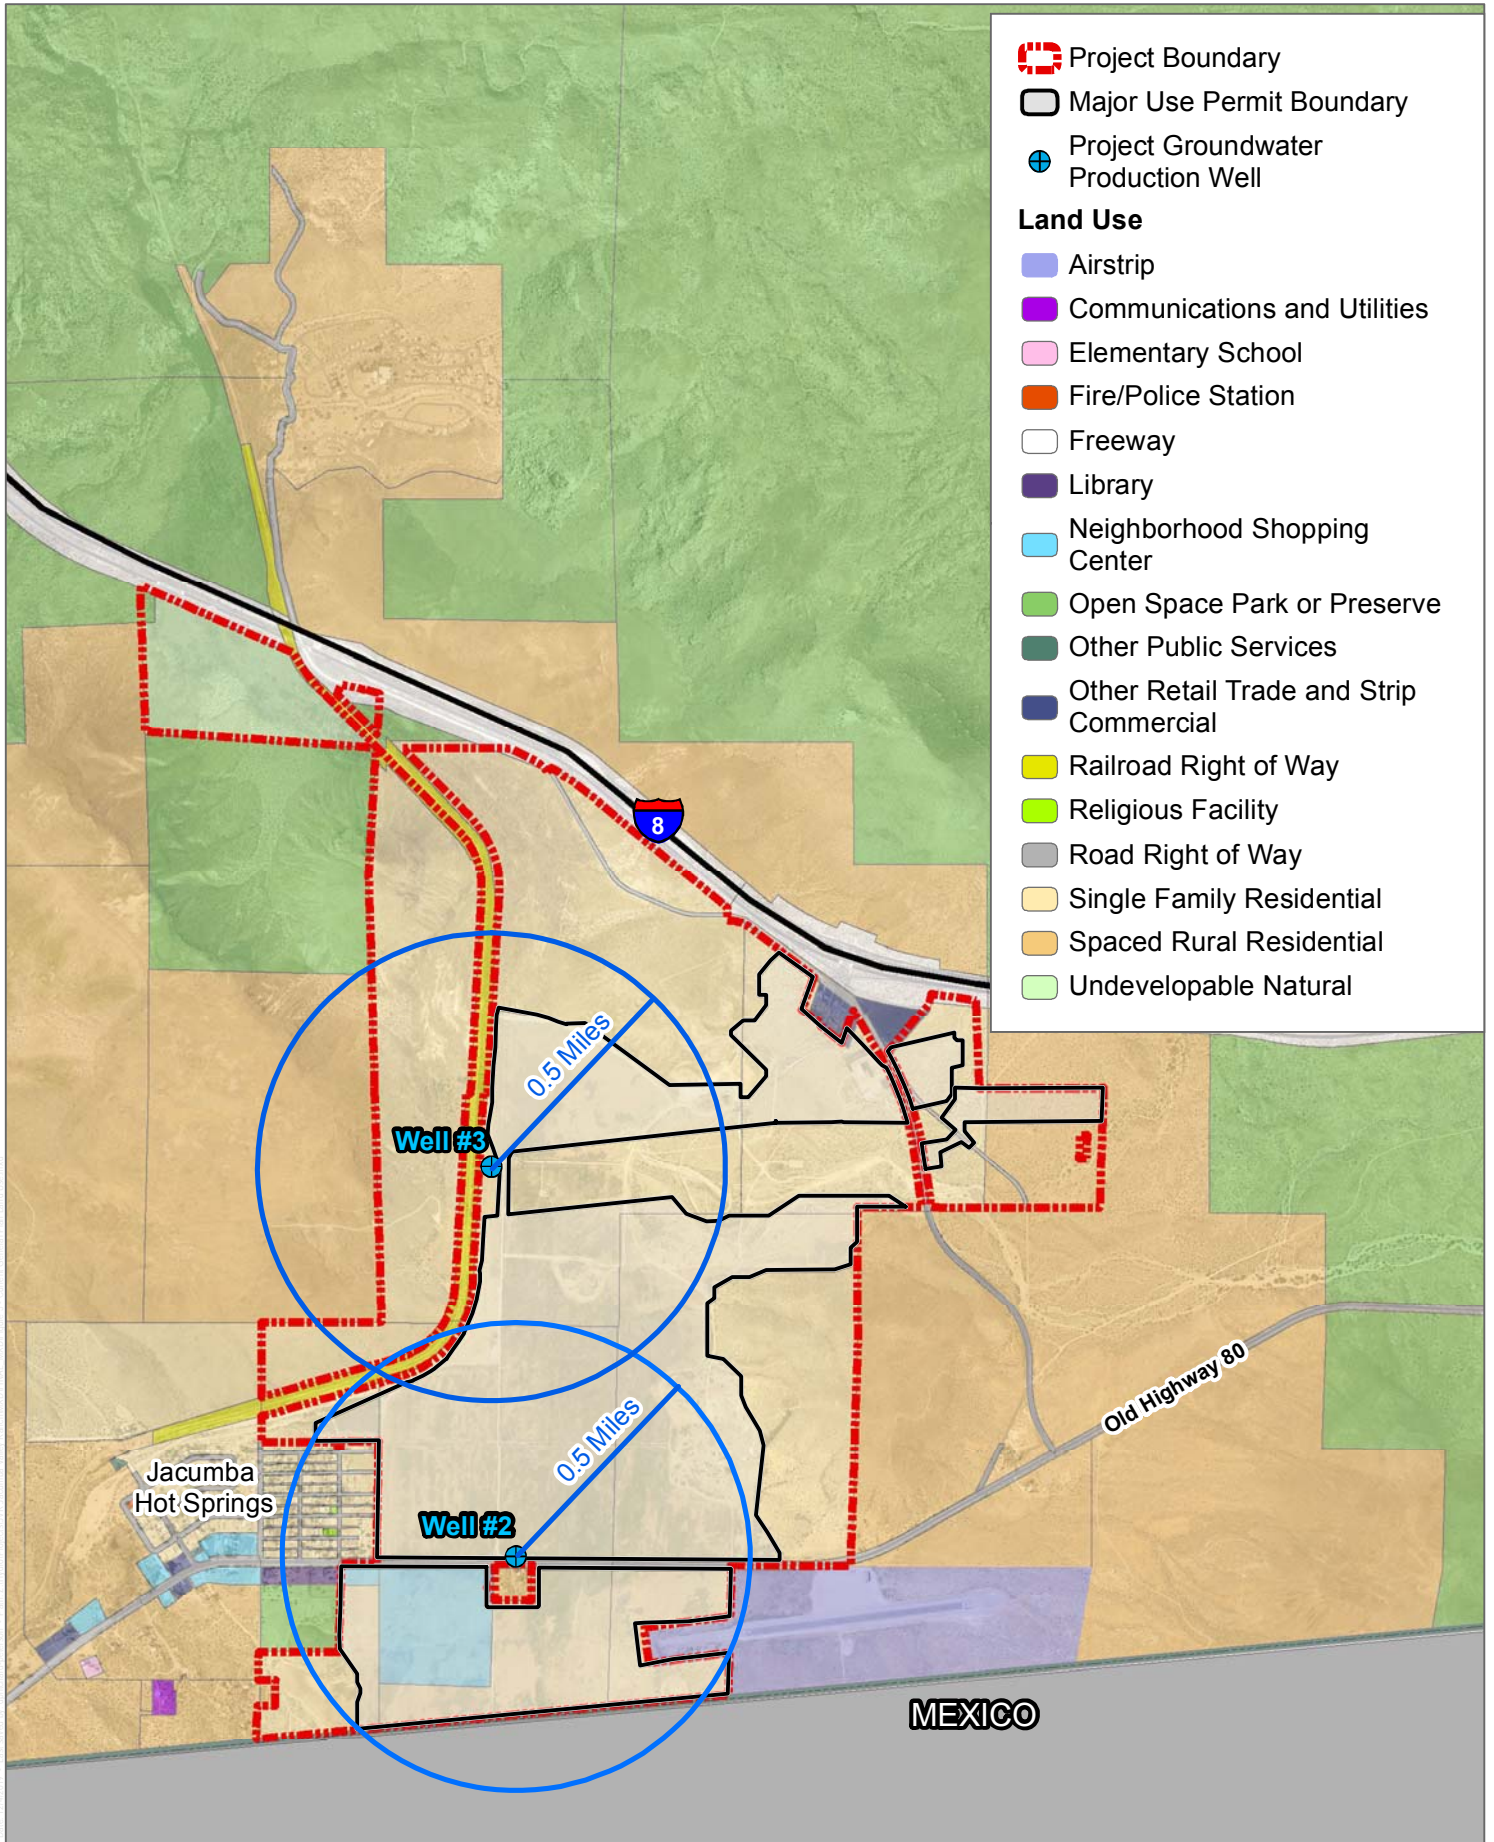 Project Boundary
Major Use Permit Boundary
Project Groundwater
Production Well
Land Use
Airstrip
Communications and Utilities
Elementary School
Fire/Police Station
Freeway
Library
Neighborhood Shopping
Center
Open Space Park or Preserve
Other Public Services
Other Retail Trade and Strip
Commercial
Railroad Right of Way
Religious Facility
Road Right of Way
Single Family Residential
Spaced Rural Residential
Undevelopable Natural
8
0.5 Miles
Well #3
Old Highway 80
0.5 Miles
Jacumba
Hot Springs
Well #2
MEXICO